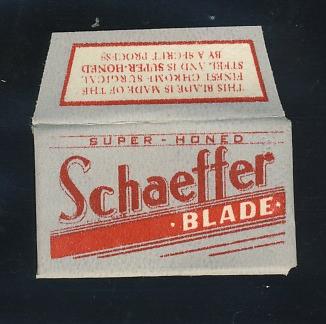 THIS BLADE IS MADE OF THE
FINEST CHROME SURGICAL
STEEL AND IS SUPER-HONED
BY A SECRET PROCESS
SUPER - HONED
Schaeffer
· BLADE ·